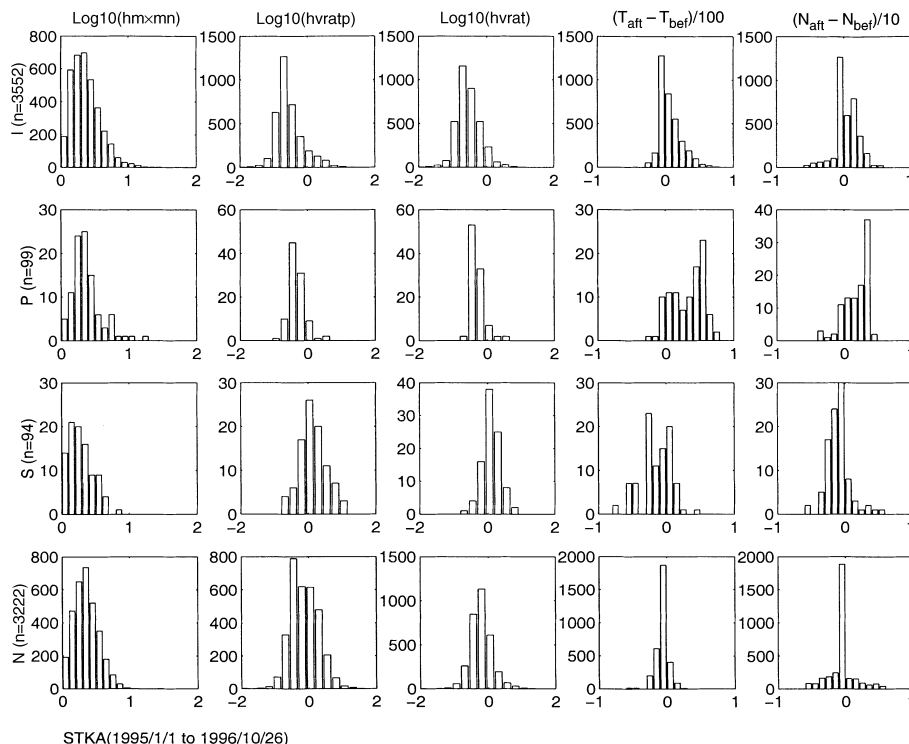 Log10(hm×mn) Log10(hvratp) Log10(hvrat) (T_aft − T_bef)/100 (N_aft − N_bef)/10
I (n=3552)
800 600 400 200 0
0 1 2
1500 1000 500 0
−2 0 2
1500 1000 500 0
−2 0 2
1500 1000 500 0
−1 0 1
1500 1000 500 0
−1 0 1
P (n=99)
30 20 10 0
0 1 2
60 40 20 0
−2 0 2
60 40 20 0
−2 0 2
30 20 10 0
−1 0 1
40 30 20 10 0
−1 0 1
S (n=94)
30 20 10 0
0 1 2
30 20 10 0
−2 0 2
40 30 20 10 0
−2 0 2
30 20 10 0
−1 0 1
30 20 10 0
−1 0 1
N (n=3222)
800 600 400 200 0
0 1 2
800 600 400 200 0
−2 0 2
1500 1000 500 0
−2 0 2
2000 1500 1000 500 0
−1 0 1
2000 1500 1000 500 0
−1 0 1
STKA(1995/1/1 to 1996/10/26)